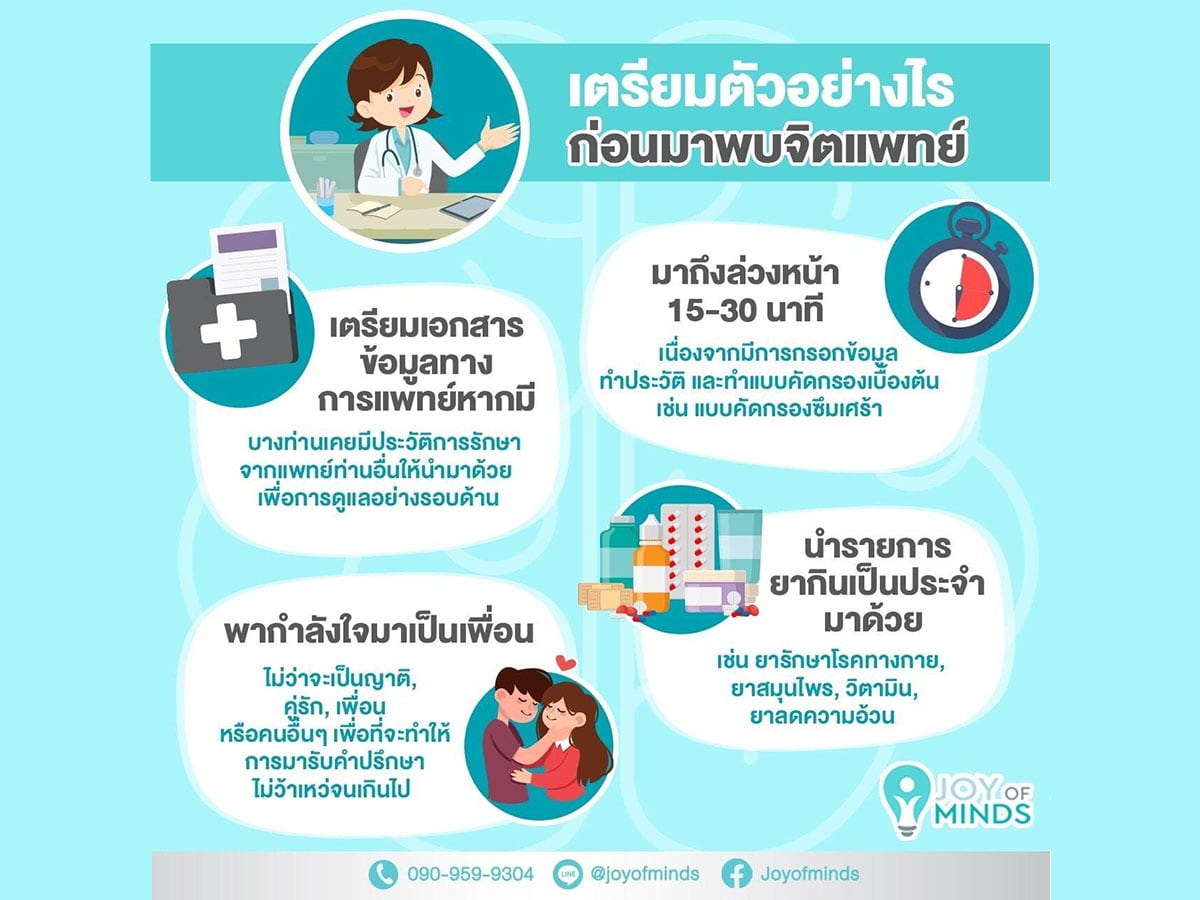 เตรียมตัวอย่างไร
ก่อนมาพบจิตแพทย์
เตรียมเอกสาร
ข้อมูลทาง
การแพทย์หากมี
บางท่านเคยมีประวัติการรักษา
จากแพทย์ท่านอื่นให้นำมาด้วย
เพื่อการดูแลอย่างรอบด้าน
มาถึงล่วงหน้า
15-30 นาที
เนื่องจากมีการกรอกข้อมูล
ทำประวัติ และทำแบบคัดกรองเบื้องต้น
เช่น แบบคัดกรองซึมเศร้า
พากำลังใจมาเป็นเพื่อน
ไม่ว่าจะเป็นญาติ,
คู่รัก, เพื่อน
หรือคนอื่นๆ เพื่อที่จะทำให้
การมารับคำปรึกษา
ไม่ว้าเหว่จนเกินไป
นำรายการ
ยากินเป็นประจำ
มาด้วย
เช่น ยารักษาโรคทางกาย,
ยาสมุนไพร, วิตามิน,
ยาลดความอ้วน
JOY OF
MINDS
090-959-9304 LINE @joyofminds Joyofminds